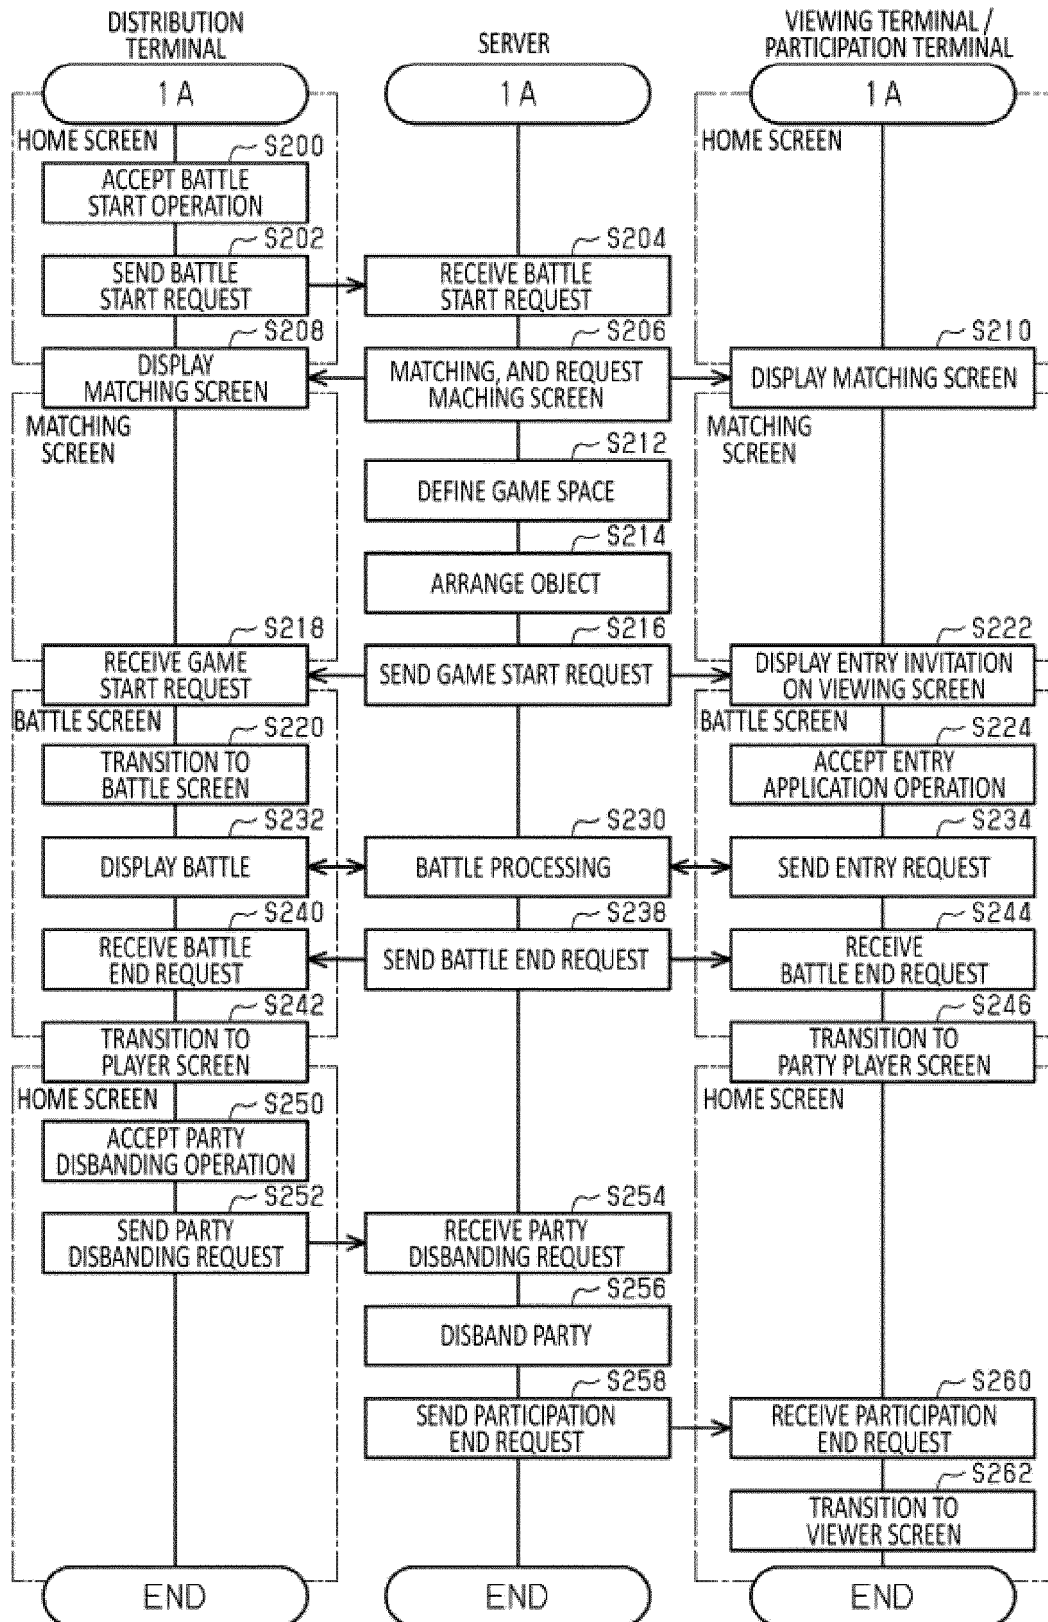 DISTRIBUTION
TERMINAL
SERVER
VIEWING TERMINAL /
PARTICIPATION TERMINAL
1A
1A
1A
HOME SCREEN
HOME SCREEN
S200
ACCEPT BATTLE
START OPERATION
S202
SEND BATTLE
START REQUEST
S204
RECEIVE BATTLE
START REQUEST
S208
DISPLAY
MATCHING SCREEN
S206
MATCHING, AND REQUEST
MACHING SCREEN
S210
DISPLAY MATCHING SCREEN
MATCHING
SCREEN
MATCHING
SCREEN
S212
DEFINE GAME SPACE
S214
ARRANGE OBJECT
S218
RECEIVE GAME
START REQUEST
S216
SEND GAME START REQUEST
S222
DISPLAY ENTRY INVITATION
ON VIEWING SCREEN
BATTLE SCREEN
BATTLE SCREEN
S220
TRANSITION TO
BATTLE SCREEN
S224
ACCEPT ENTRY
APPLICATION OPERATION
S232
DISPLAY BATTLE
S230
BATTLE PROCESSING
S234
SEND ENTRY REQUEST
S240
RECEIVE BATTLE
END REQUEST
S238
SEND BATTLE END REQUEST
S244
RECEIVE
BATTLE END REQUEST
S242
TRANSITION TO
PLAYER SCREEN
S246
TRANSITION TO
PARTY PLAYER SCREEN
HOME SCREEN
HOME SCREEN
S250
ACCEPT PARTY
DISBANDING OPERATION
S252
SEND PARTY
DISBANDING REQUEST
S254
RECEIVE PARTY
DISBANDING REQUEST
S256
DISBAND PARTY
S258
SEND PARTICIPATION
END REQUEST
S260
RECEIVE PARTICIPATION
END REQUEST
S262
TRANSITION TO
VIEWER SCREEN
END
END
END